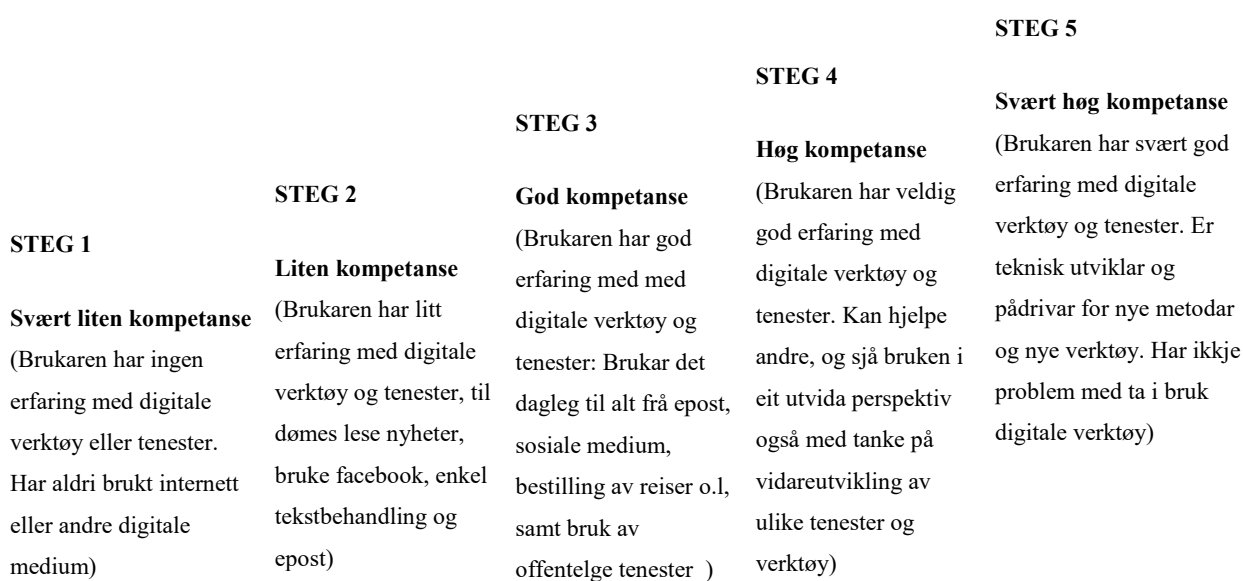 STEG 1
Svært liten kompetanse
(Brukaren har ingen
erfaring med digitale
verktøy eller tenester.
Har aldri brukt internett
eller andre digitale
medium)
STEG 2
Liten kompetanse
(Brukaren har litt
erfaring med digitale
verktøy og tenester, til
dømes lese nyheter,
bruke facebook, enkel
tekstbehandling og
epost)
STEG 3
God kompetanse
(Brukaren har god
erfaring med med
digitale verktøy og
tenester: Brukar det
dagleg til alt frå epost,
sosiale medium,
bestilling av reiser o.l,
samt bruk av
offentelge tenester )
STEG 4
Høg kompetanse
(Brukaren har veldig
god erfaring med
digitale verktøy og
tenester. Kan hjelpe
andre, og sjå bruken i
eit utvida perspektiv
også med tanke på
vidareutvikling av
ulike tenester og
verktøy)
STEG 5
Svært høg kompetanse
(Brukaren har svært god
erfaring med digitale
verktøy og tenester. Er
teknisk utviklar og
pådrivar for nye metodar
og nye verktøy. Har ikkje
problem med ta i bruk
digitale verktøy)